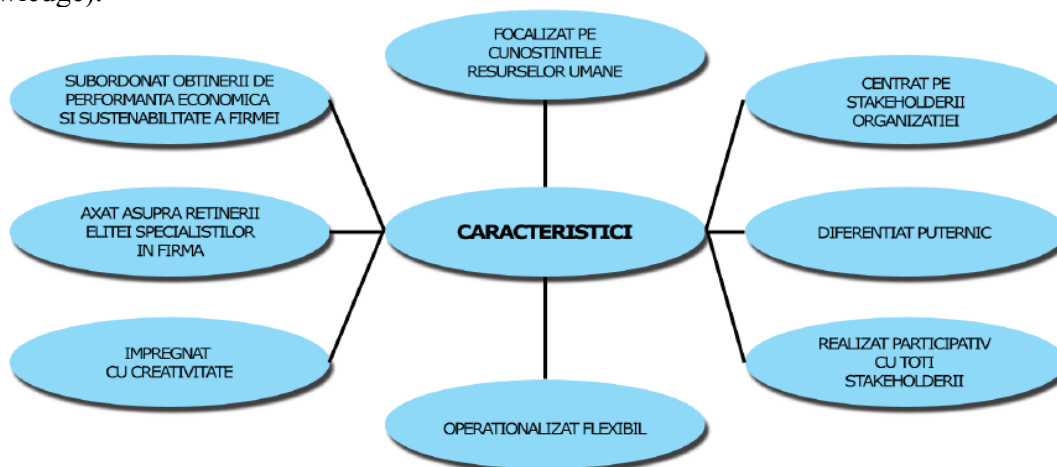 FOCALIZAT PE
CUNOSTINTELE
RESURSELOR UMANE
SUBORDONAT OBTINERII DE
PERFORMANTA ECONOMICA
SI SUSTENABILITATE A FIRMEI
CENTRAT PE
STAKEHOLDERII
ORGANIZATIEI
AXAT ASUPRA RETINERII
ELITEI SPECIALISTILOR
IN FIRMA
CARACTERISTICI
DIFERENTIAT PUTERNIC
IMPREGNAT
CU CREATIVITATE
REALIZAT PARTICIPATIV
CU TOTI
STAKEHOLDERII
OPERATIONALIZAT FLEXIBIL